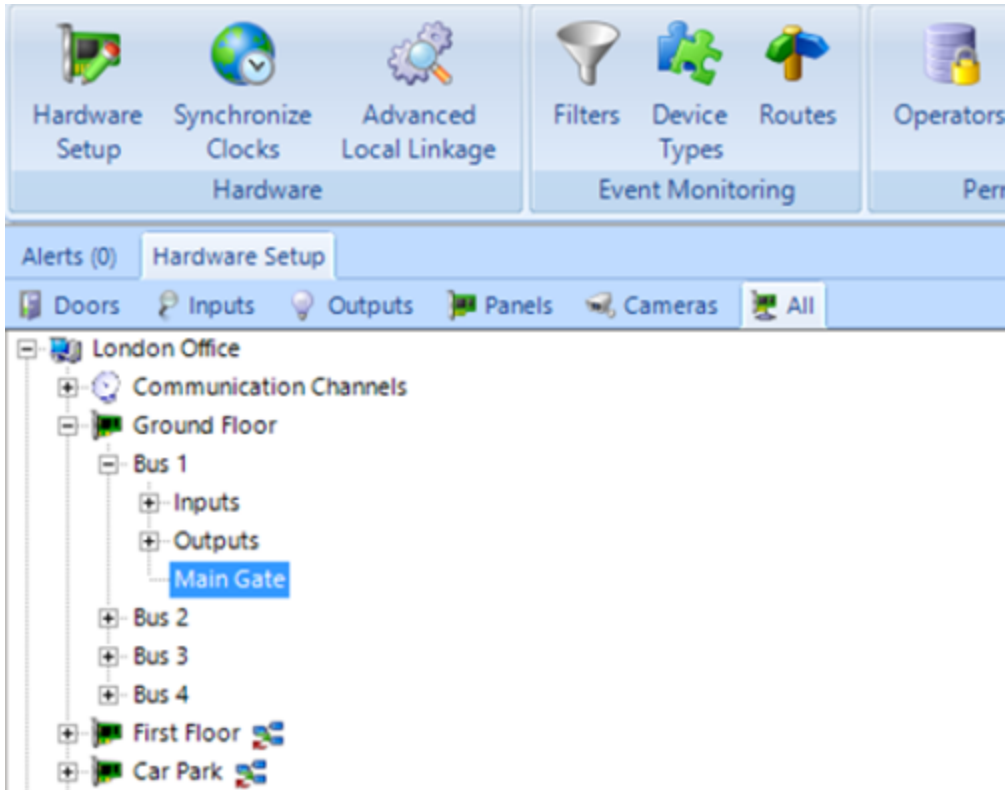 Hardware Setup
Synchronize Clocks
Advanced Local Linkage
Filters
Device Types
Routes
Operators
Hardware
Event Monitoring
Alerts (0)
Hardware Setup
Doors
Inputs
Outputs
Panels
Cameras
All
London Office
Communication Channels
Ground Floor
Bus 1
Inputs
Outputs
Main Gate
Bus 2
Bus 3
Bus 4
First Floor
Car Park